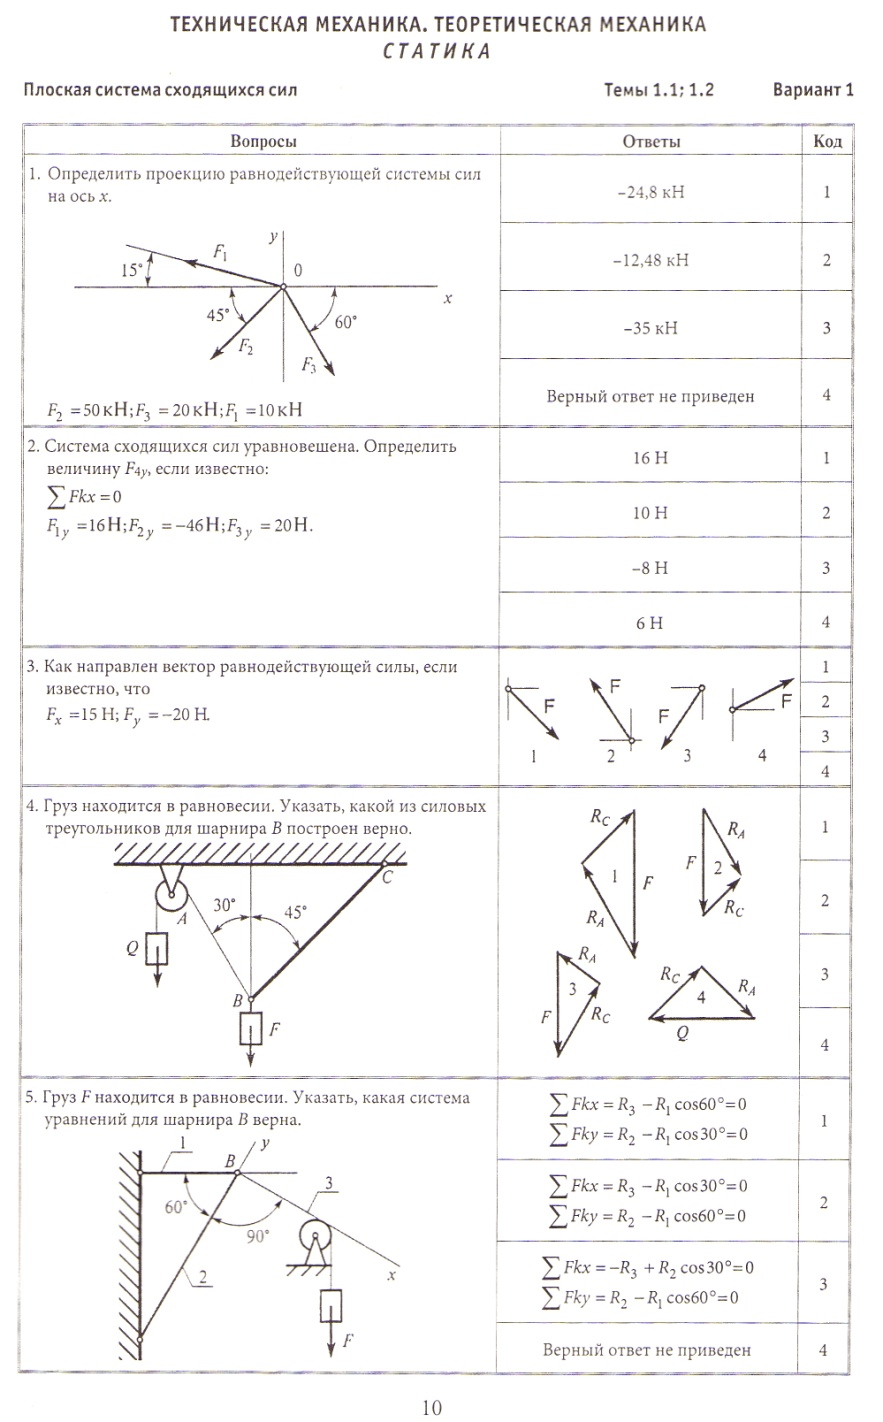 ТЕХНИЧЕСКАЯ МЕХАНИКА. ТЕОРЕТИЧЕСКАЯ МЕХАНИКА
СТАТИКА
Плоская система сходящихся сил Темы 1.1; 1.2 Вариант 1
Вопросы Ответы Код
1. Определить проекцию равнодействующей системы сил
на ось x.
y
F₁
O
15°
x
45°
60°
F₂
F₃
F₂ =50 кН; F₃ =20 кН; F₁ =10 кН
–24,8 кН 1
–12,48 кН 2
–35 кН 3
Верный ответ не приведен 4
2. Система сходящихся сил уравновешена. Определить
величину F4y, если известно:
∑Fkx =0
F₁y =16 Н; F₂y =–46 Н; F₃y =20 Н.
16 Н 1
10 Н 2
–8 Н 3
6 Н 4
3. Как направлен вектор равнодействующей силы, если
известно, что
Fx =15 Н; Fy =–20 Н.
F F F F
1 2 3 4
1
2
3
4
4. Груз находится в равновесии. Указать, какой из силовых
треугольников для шарнира B построен верно.
C
30° 45°
A
Q
B
F
RC
1 F
RA
RA
F 2
RC
RA
3
F RC
RC 4 RA
Q
1
2
3
4
5. Груз F находится в равновесии. Указать, какая система
уравнений для шарнира B верна.
1 B y
60° 3
90°
2 x
F
∑Fkx = R₃ – R₁ cos60°=0
∑Fky = R₂ – R₁ cos30°=0
1
∑Fkx = R₃ – R₁ cos30°=0
∑Fky = R₂ – R₁ cos60°=0
2
∑Fkx = –R₃ + R₂ cos30°=0
∑Fky = R₂ – R₁ cos60°=0
3
Верный ответ не приведен 4
10